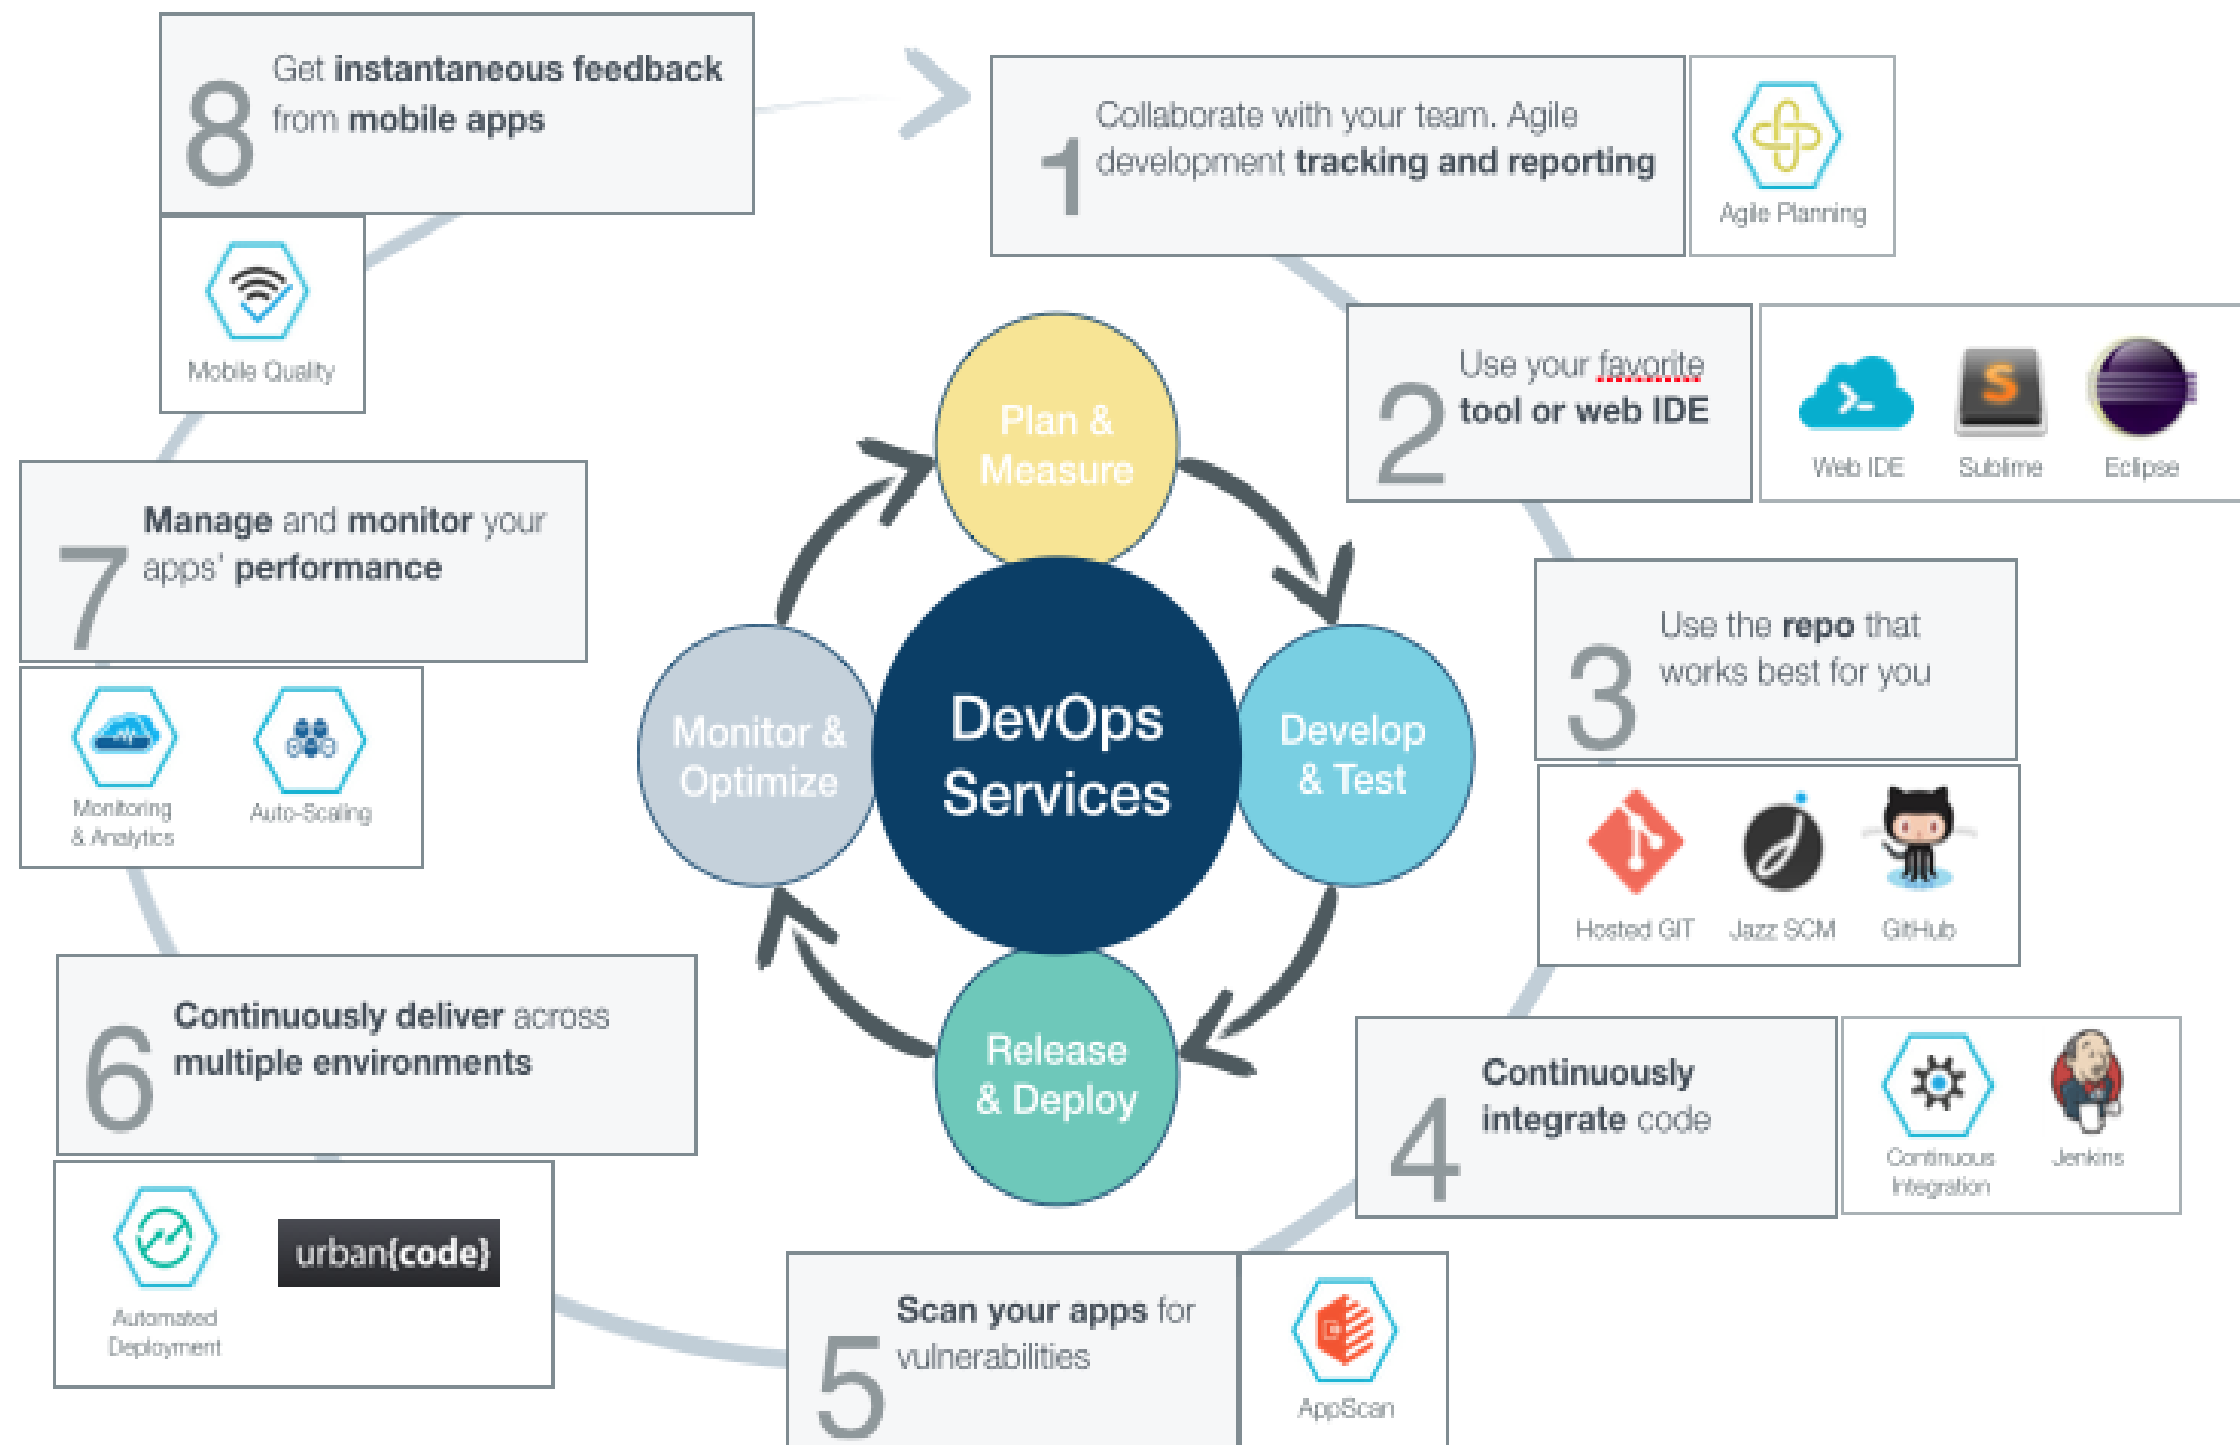 8
Get instantaneous feedback
from mobile apps
Mobile Quality
1
Collaborate with your team. Agile
development tracking and reporting
Agile Planning
2
Use your favorite
tool or web IDE
Web IDE
Sublime
Eclipse
3
Use the repo that
works best for you
Hosted GIT
Jazz SCM
GitHub
4
Continuously
integrate code
Continuous
Integration
Jenkins
5
Scan your apps for
vulnerabilities
AppScan
6
Continuously deliver across
multiple environments
Automated
Deployment
urban{code}
7
Manage and monitor your
apps' performance
Monitoring
& Analytics
Auto-Scaling
Plan &
Measure
Develop
& Test
Release
& Deploy
Monitor &
Optimize
DevOps
Services